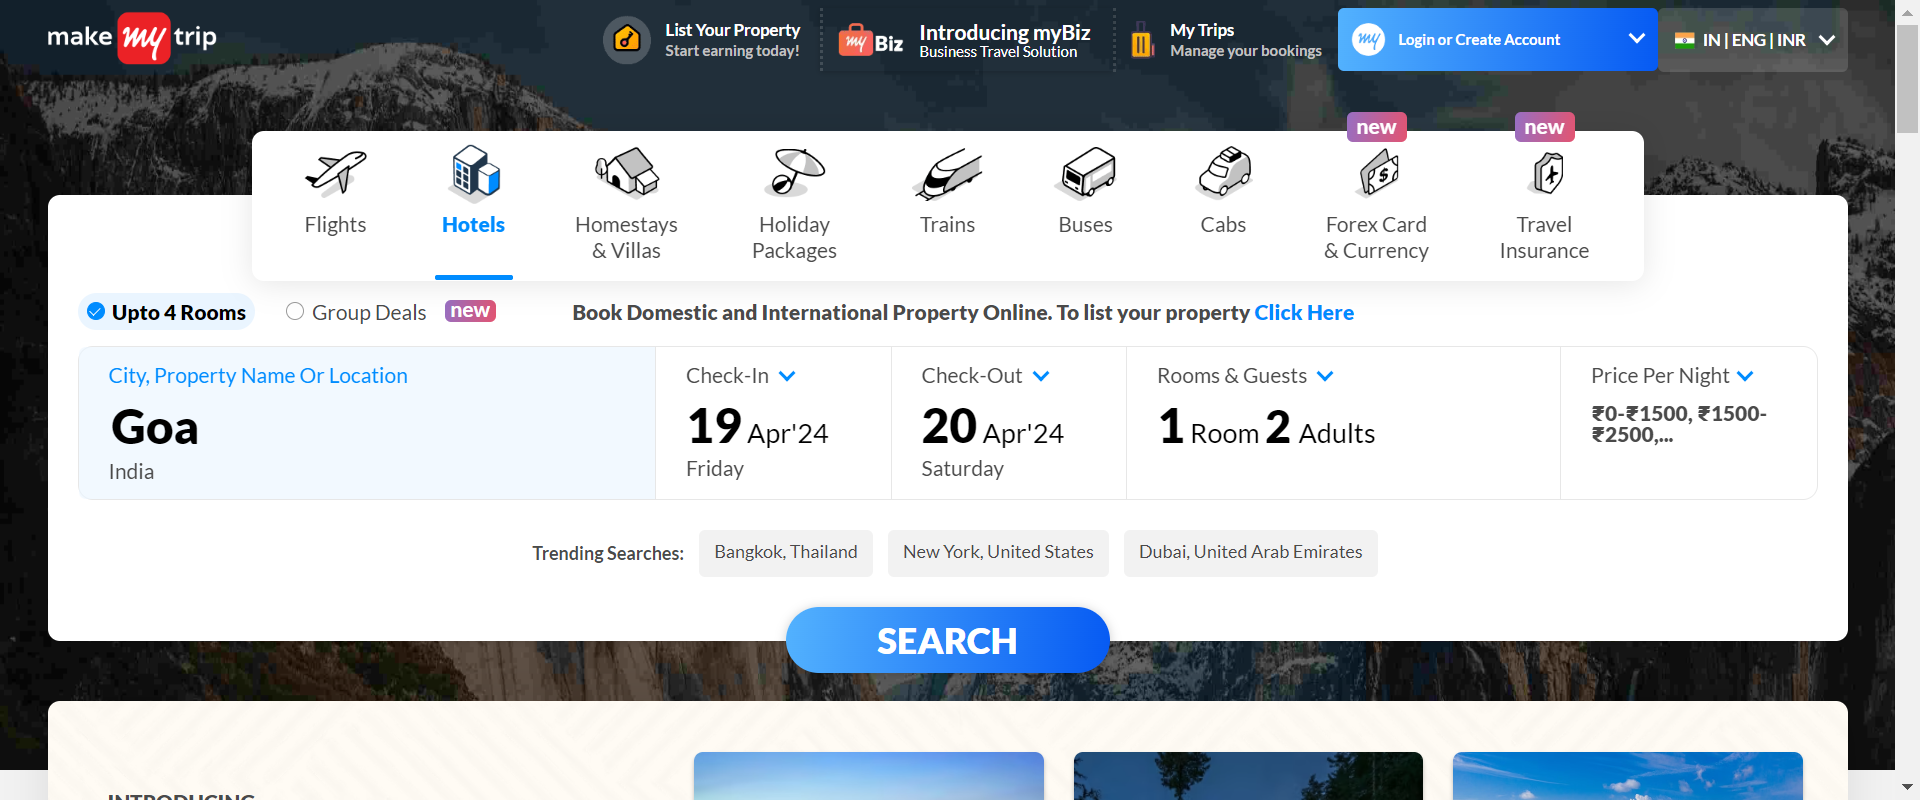 make my trip
List Your Property
Start earning today!
my Biz
Introducing myBiz
Business Travel Solution
My Trips
Manage your bookings
my
Login or Create Account
IN | ENG | INR
new
new
Flights
Hotels
Homestays
& Villas
Holiday
Packages
Trains
Buses
Cabs
Forex Card
& Currency
Travel
Insurance
Upto 4 Rooms
Group Deals
new
Book Domestic and International Property Online. To list your property Click Here
City, Property Name Or Location
Goa
India
Check-In
19 Apr'24
Friday
Check-Out
20 Apr'24
Saturday
Rooms & Guests
1 Room 2 Adults
Price Per Night
₹0-₹1500, ₹1500-
₹2500,...
Trending Searches:
Bangkok, Thailand
New York, United States
Dubai, United Arab Emirates
SEARCH
INTRODUCING